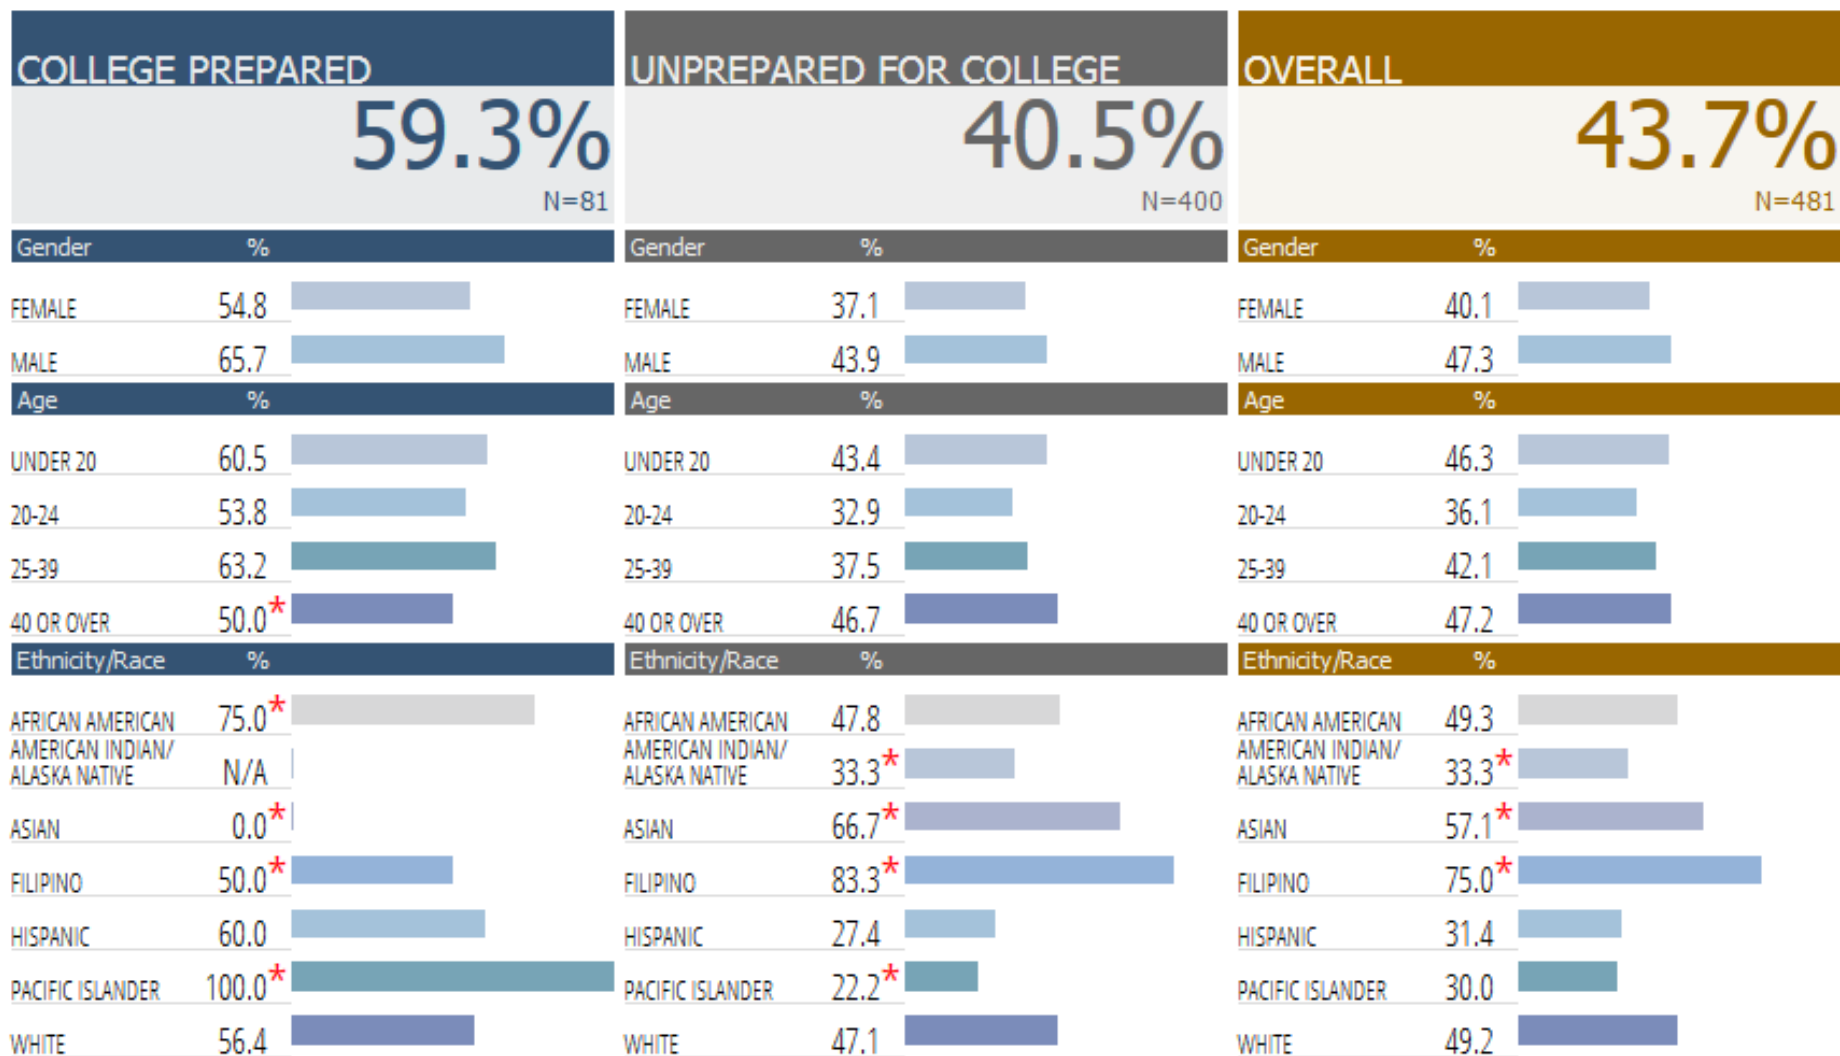 COLLEGE PREPARED
59.3%
N=81
Gender %
FEMALE 54.8
MALE 65.7
Age %
UNDER 20 60.5
20-24 53.8
25-39 63.2
40 OR OVER 50.0*
Ethnicity/Race %
AFRICAN AMERICAN 75.0*
AMERICAN INDIAN/
ALASKA NATIVE N/A
ASIAN 0.0*
FILIPINO 50.0*
HISPANIC 60.0
PACIFIC ISLANDER 100.0*
WHITE 56.4
UNPREPARED FOR COLLEGE
40.5%
N=400
Gender %
FEMALE 37.1
MALE 43.9
Age %
UNDER 20 43.4
20-24 32.9
25-39 37.5
40 OR OVER 46.7
Ethnicity/Race %
AFRICAN AMERICAN 47.8
AMERICAN INDIAN/
ALASKA NATIVE 33.3*
ASIAN 66.7*
FILIPINO 83.3*
HISPANIC 27.4
PACIFIC ISLANDER 22.2*
WHITE 47.1
OVERALL
43.7%
N=481
Gender %
FEMALE 40.1
MALE 47.3
Age %
UNDER 20 46.3
20-24 36.1
25-39 42.1
40 OR OVER 47.2
Ethnicity/Race %
AFRICAN AMERICAN 49.3
AMERICAN INDIAN/
ALASKA NATIVE 33.3*
ASIAN 57.1*
FILIPINO 75.0*
HISPANIC 31.4
PACIFIC ISLANDER 30.0
WHITE 49.2